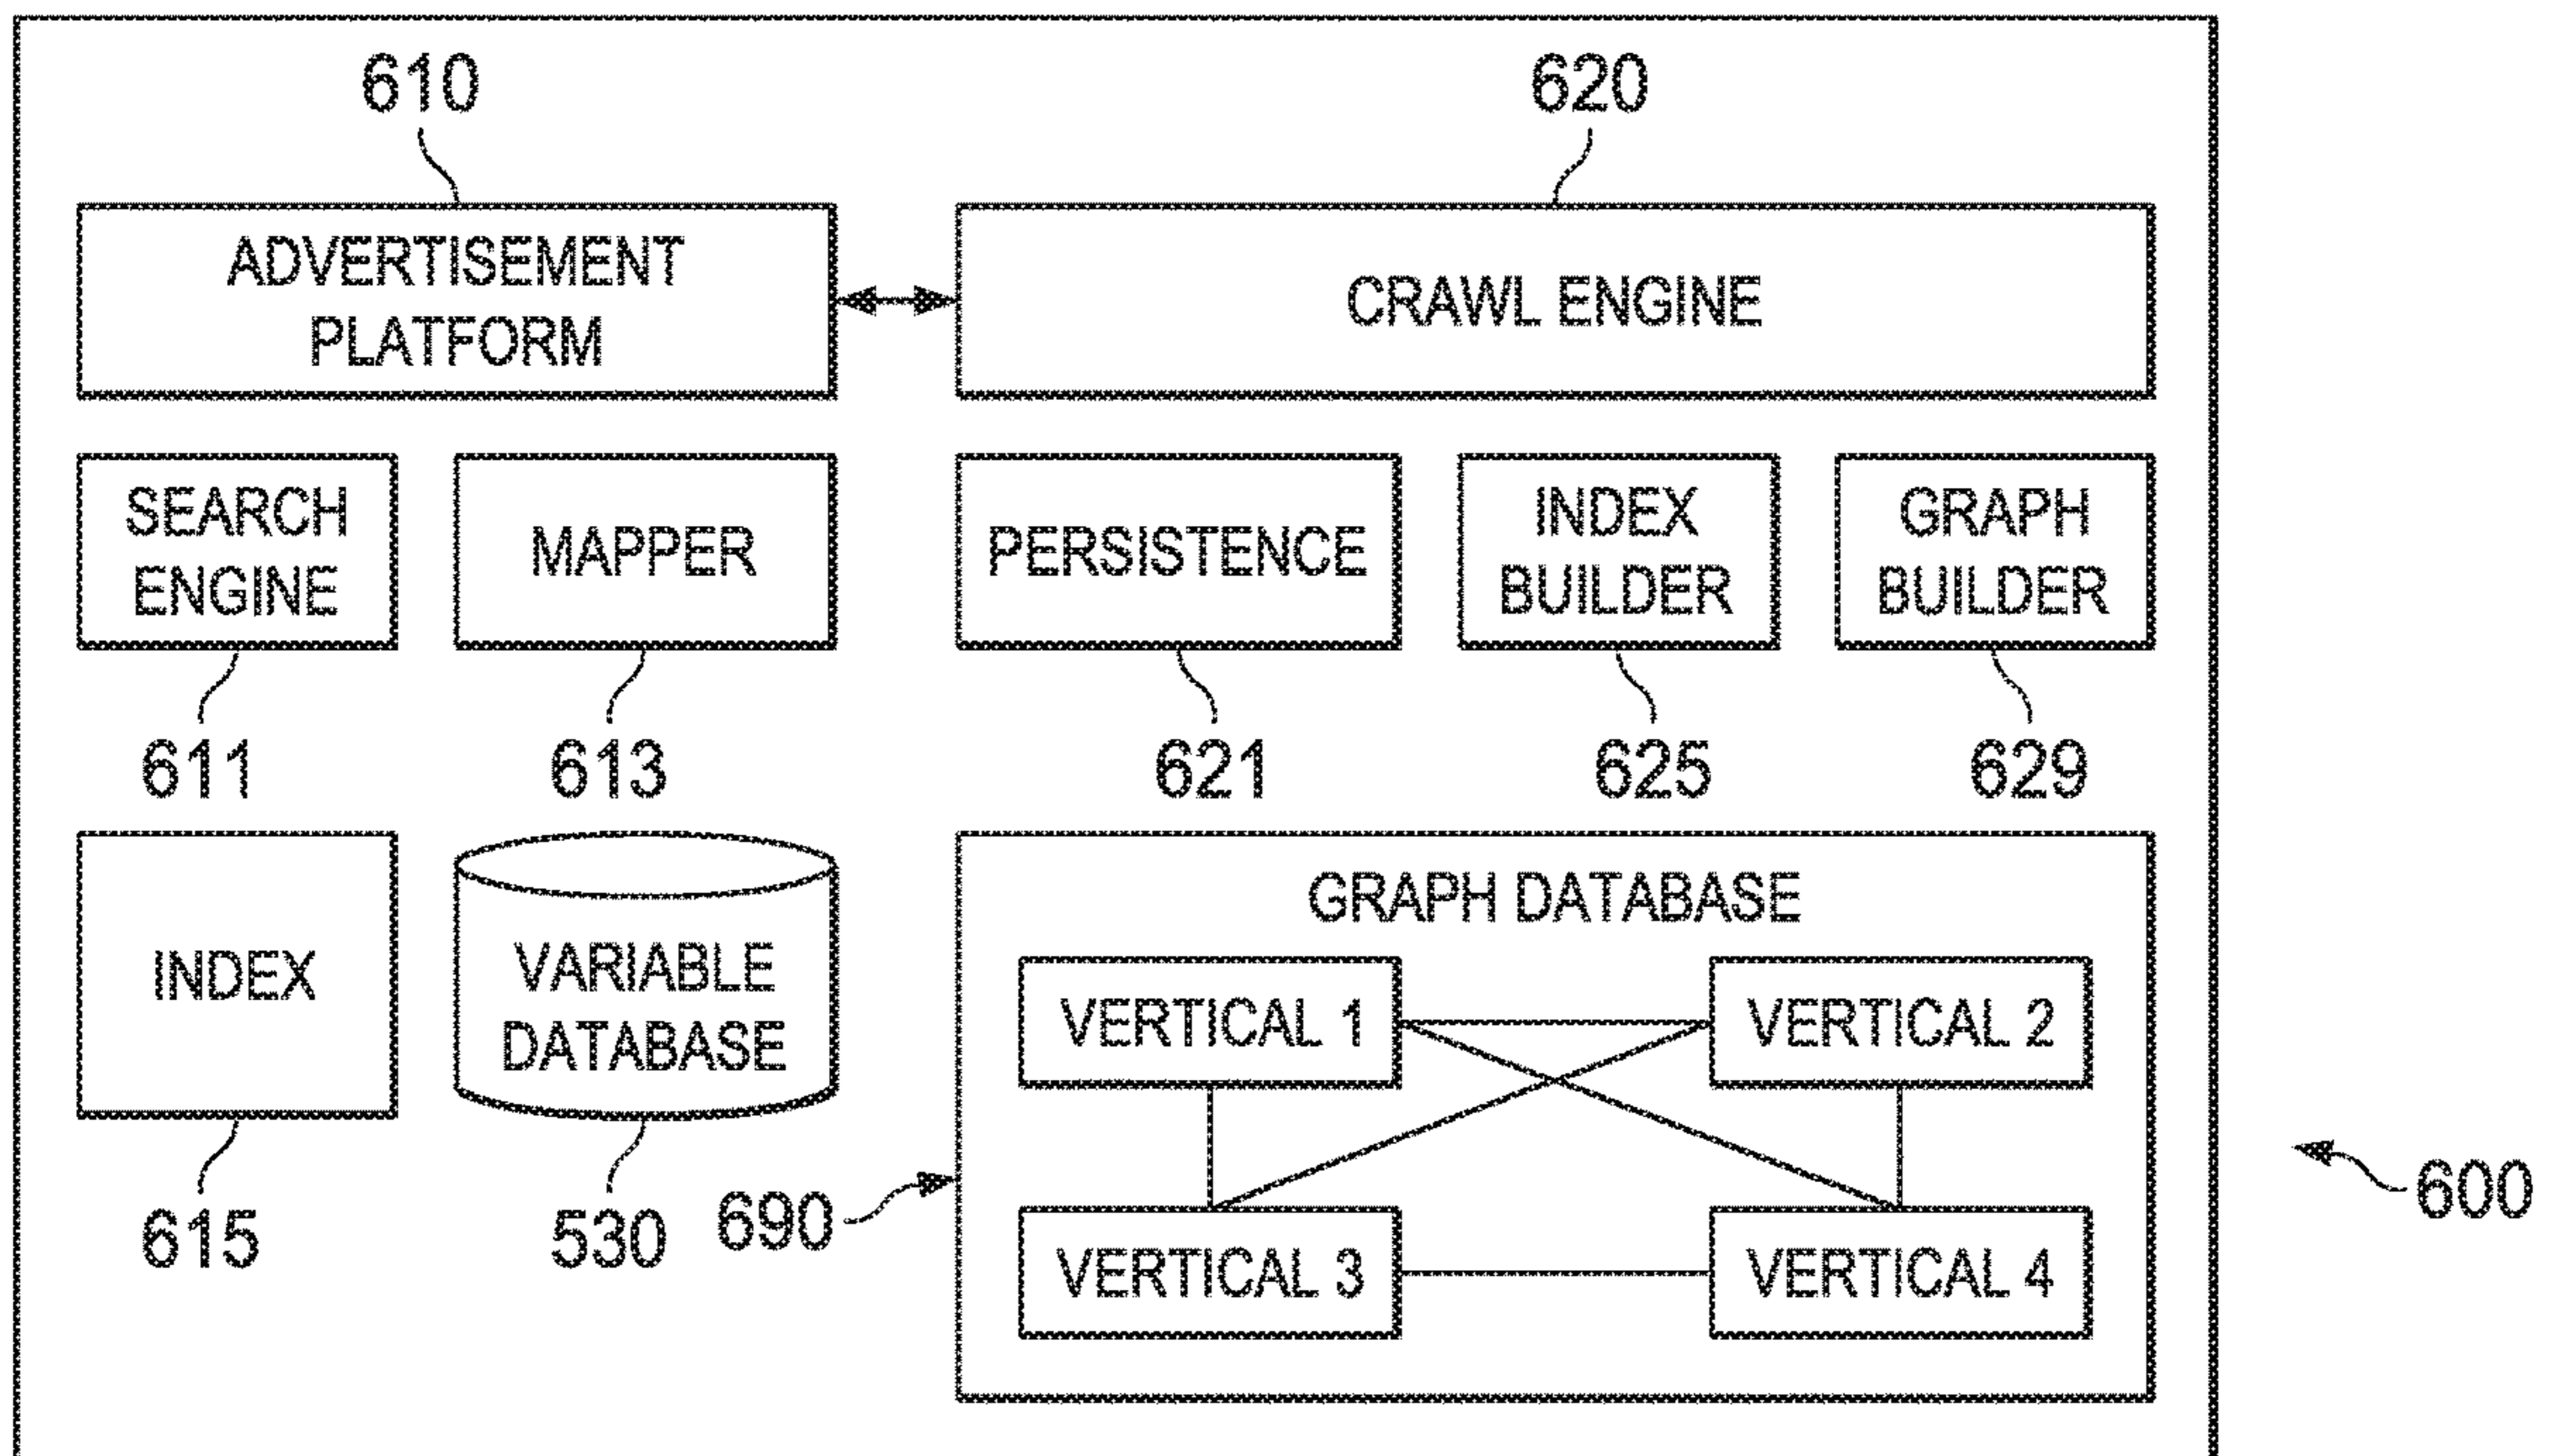 610
620
ADVERTISEMENT
PLATFORM
CRAWL ENGINE
SEARCH
ENGINE
MAPPER
PERSISTENCE
INDEX
BUILDER
GRAPH
BUILDER
611
613
621
625
629
INDEX
VARIABLE
DATABASE
GRAPH DATABASE
VERTICAL 1
VERTICAL 2
VERTICAL 3
VERTICAL 4
615
530
690
600